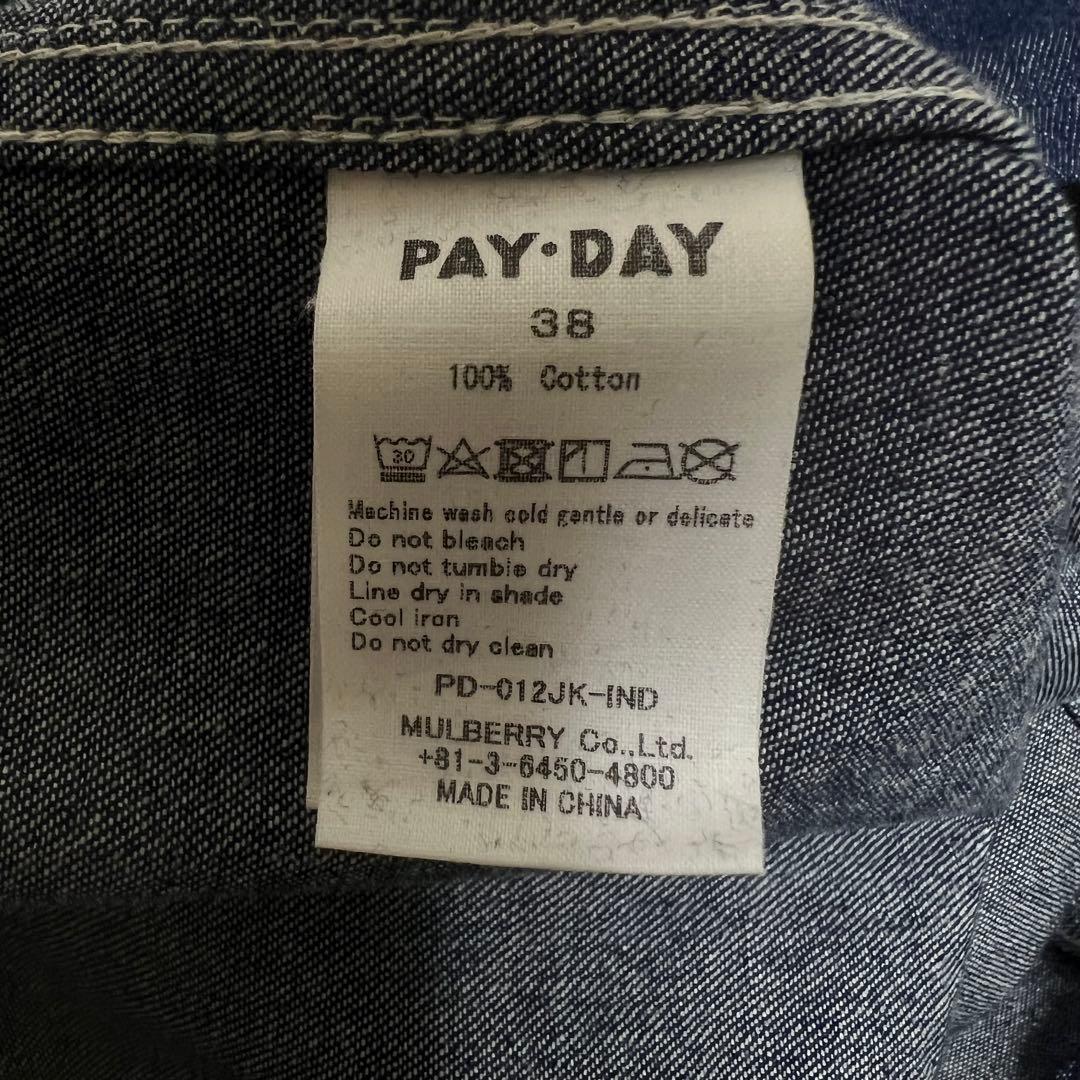 PAY·DAY
38
100% Cotton
30
Machine wash cold gentle or delicate
Do not bleach
Do not tumble dry
Line dry in shade
Cool iron
Do not dry clean
PD-012JK-IND
MULBERRY Co.,Ltd.
+81-3-6450-4800
MADE IN CHINA